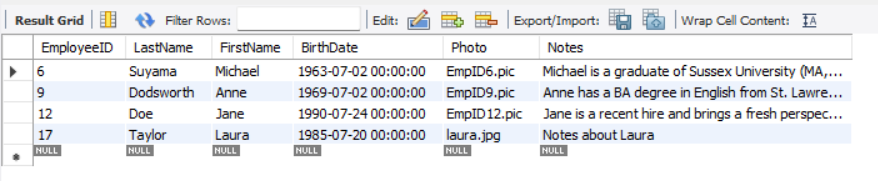 Result Grid Filter Rows: Edit: Export/Import: Wrap Cell Content: IA
EmployeeID LastName FirstName BirthDate Photo Notes
6 Suyama Michael 1963-07-02 00:00:00 EmpID6.pic Michael is a graduate of Sussex University (MA,...
9 Dodsworth Anne 1969-07-02 00:00:00 EmpID9.pic Anne has a BA degree in English from St. Lawre...
12 Doe Jane 1990-07-24 00:00:00 EmpID12.pic Jane is a recent hire and brings a fresh perspec...
17 Taylor Laura 1985-07-20 00:00:00 laura.jpg Notes about Laura
NULL NULL NULL NULL NULL NULL